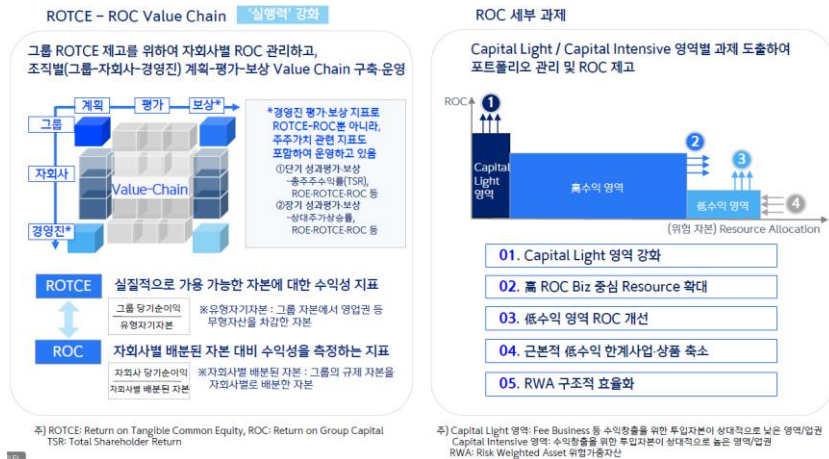 ROTCE – ROC Value Chain '실행력' 강화
그룹 ROTCE 제고를 위하여 자회사별 ROC 관리하고,
조직별(그룹-자회사-경영진) 계획-평가-보상 Value Chain 구축·운영
계획 평가 보상*
그룹
자회사
경영진*
Value-Chain
*경영진 평가·보상 지표로
ROTCE-ROC뿐 아니라,
주주가치 관련 지표도
포함하여 운영하고 있음
①단기 성과평가·보상
–총주주수익률(TSR),
ROE-ROTCE-ROC 등
②장기 성과평가·보상
–상대주가상승률,
ROE-ROTCE-ROC 등
ROTCE 실질적으로 가용 가능한 자본에 대한 수익성 지표
그룹 당기순이익
유형자기자본
※유형자기자본 : 그룹 자본에서 영업권 등
무형자산을 차감한 자본
ROC 자회사별 배분된 자본 대비 수익성을 측정하는 지표
자회사 당기순이익
자회사별 배분된 자본
※자회사별 배분된 자본 : 그룹의 규제 자본을
자회사별로 배분한 자본
주) ROTCE: Return on Tangible Common Equity, ROC: Return on Group Capital
TSR: Total Shareholder Return
ROC 세부 과제
Capital Light / Capital Intensive 영역별 과제 도출하여
포트폴리오 관리 및 ROC 제고
ROC
1
2
3
4
Capital
Light
영역
高수익 영역
低수익 영역
(위험 자본) Resource Allocation
01. Capital Light 영역 강화
02. 高 ROC Biz 중심 Resource 확대
03. 低수익 영역 ROC 개선
04. 근본적 低수익 한계사업·상품 축소
05. RWA 구조적 효율화
주) Capital Light 영역: Fee Business 등 수익창출을 위한 투입자본이 상대적으로 낮은 영역/업권
Capital Intensive 영역: 수익창출을 위한 투입자본이 상대적으로 높은 영역/업권
RWA: Risk Weighted Asset 위험가중자산